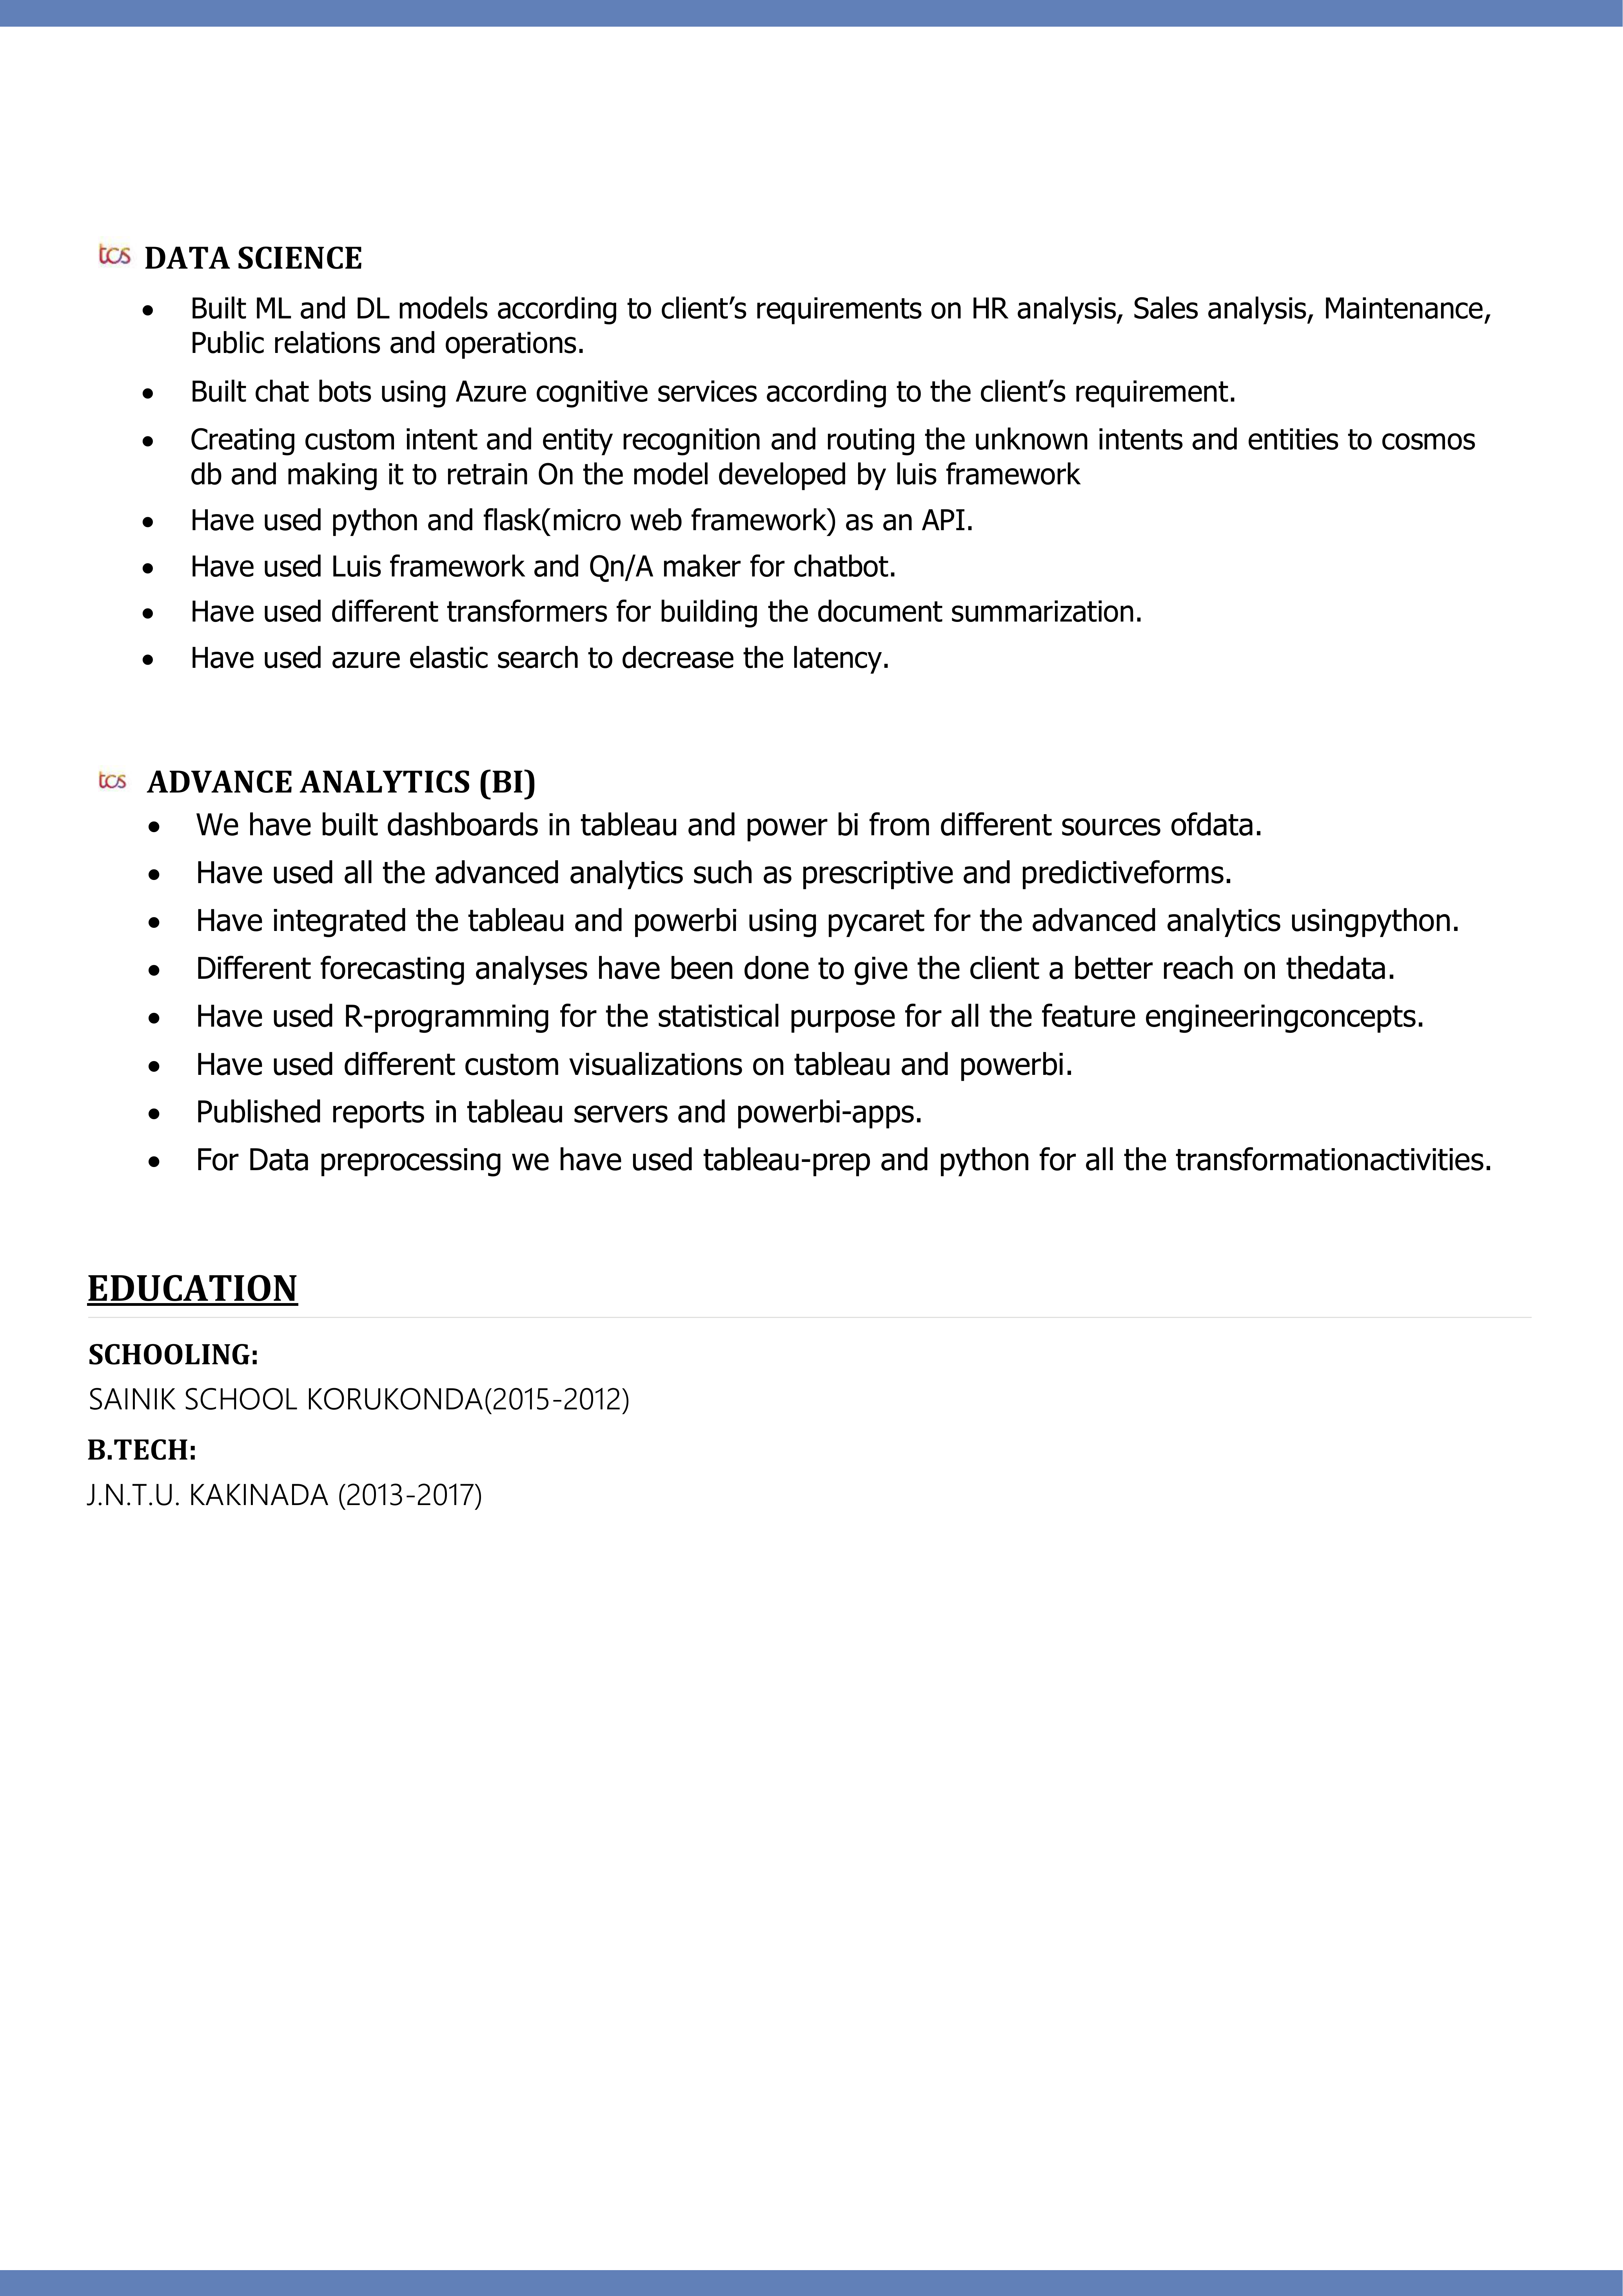 tcs DATA SCIENCE
• Built ML and DL models according to client’s requirements on HR analysis, Sales analysis, Maintenance,
Public relations and operations.
• Built chat bots using Azure cognitive services according to the client’s requirement.
• Creating custom intent and entity recognition and routing the unknown intents and entities to cosmos
db and making it to retrain On the model developed by luis framework
• Have used python and flask(micro web framework) as an API.
• Have used Luis framework and Qn/A maker for chatbot.
• Have used different transformers for building the document summarization.
• Have used azure elastic search to decrease the latency.
tcs ADVANCE ANALYTICS (BI)
• We have built dashboards in tableau and power bi from different sources ofdata.
• Have used all the advanced analytics such as prescriptive and predictiveforms.
• Have integrated the tableau and powerbi using pycaret for the advanced analytics usingpython.
• Different forecasting analyses have been done to give the client a better reach on thedata.
• Have used R-programming for the statistical purpose for all the feature engineeringconcepts.
• Have used different custom visualizations on tableau and powerbi.
• Published reports in tableau servers and powerbi-apps.
• For Data preprocessing we have used tableau-prep and python for all the transformationactivities.
EDUCATION
SCHOOLING:
SAINIK SCHOOL KORUKONDA(2015-2012)
B.TECH:
J.N.T.U. KAKINADA (2013-2017)